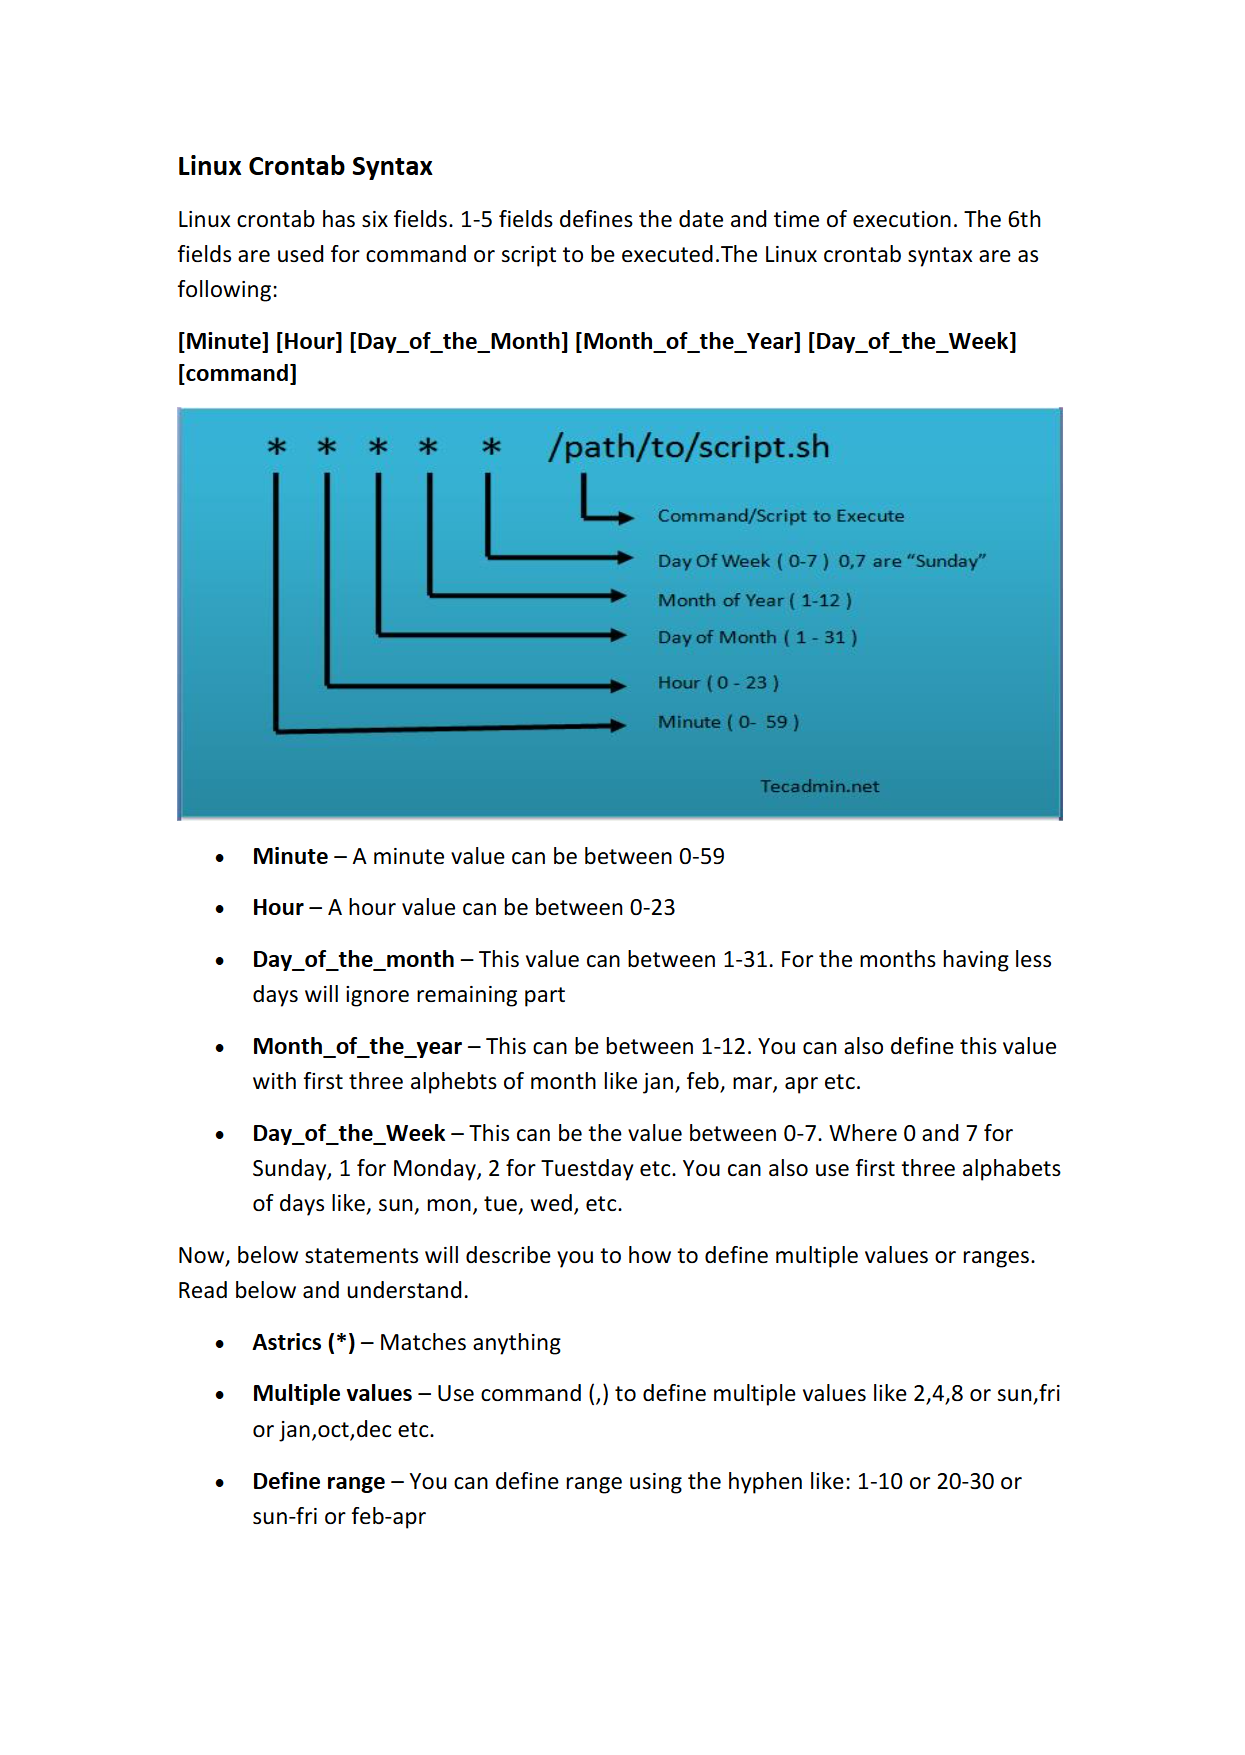 Linux Crontab Syntax
Linux crontab has six fields. 1-5 fields defines the date and time of execution. The 6th
fields are used for command or script to be executed.The Linux crontab syntax are as
following:
[Minute] [Hour] [Day_of_the_Month] [Month_of_the_Year] [Day_of_the_Week]
[command]
* * * * * /path/to/script.sh
Command/Script to Execute
Day Of Week ( 0-7 ) 0,7 are “Sunday”
Month of Year ( 1-12 )
Day of Month ( 1 - 31 )
Hour ( 0 - 23 )
Minute ( 0- 59 )
Tecadmin.net
• Minute – A minute value can be between 0-59
• Hour – A hour value can be between 0-23
• Day_of_the_month – This value can between 1-31. For the months having less
days will ignore remaining part
• Month_of_the_year – This can be between 1-12. You can also define this value
with first three alphebts of month like jan, feb, mar, apr etc.
• Day_of_the_Week – This can be the value between 0-7. Where 0 and 7 for
Sunday, 1 for Monday, 2 for Tuesday etc. You can also use first three alphabets
of days like, sun, mon, tue, wed, etc.
Now, below statements will describe you to how to define multiple values or ranges.
Read below and understand.
• Astrics (*) – Matches anything
• Multiple values – Use command (,) to define multiple values like 2,4,8 or sun,fri
or jan,oct,dec etc.
• Define range – You can define range using the hyphen like: 1-10 or 20-30 or
sun-fri or feb-apr